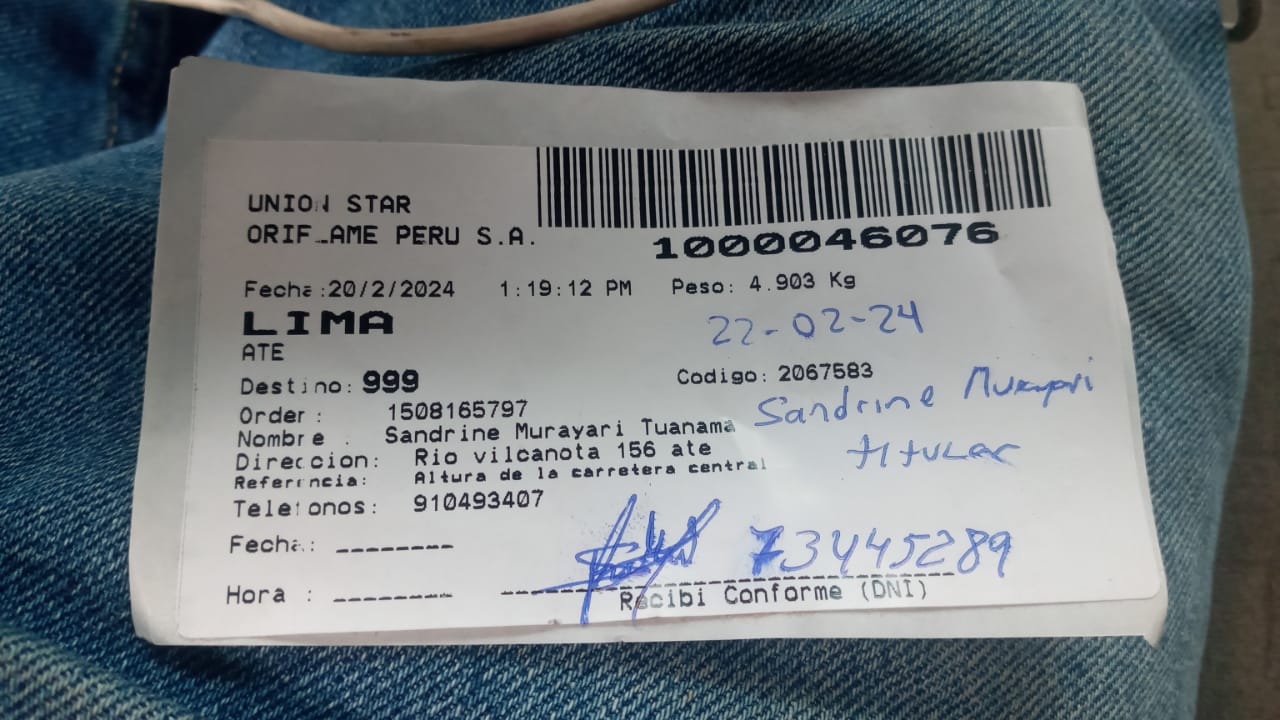 UNION STAR
ORIFLAME PERU S.A.
1000046076
Fecha:20/2/2024 1:19:12 PM Peso: 4.903 Kg
LIMA
22-02-24
ATE
Destino: 999 Codigo: 2067583
Order : 1508165797
Nombre : Sandrine Murayari Tuanama
Sandrine Murayari
Direccion: Rio vilcanota 156 ate
titular
Referencia: Altura de la carretera central
Telefonos: 910493407
Fecha: --------
73445289
Hora : --------
Recibi Conforme (DNI)